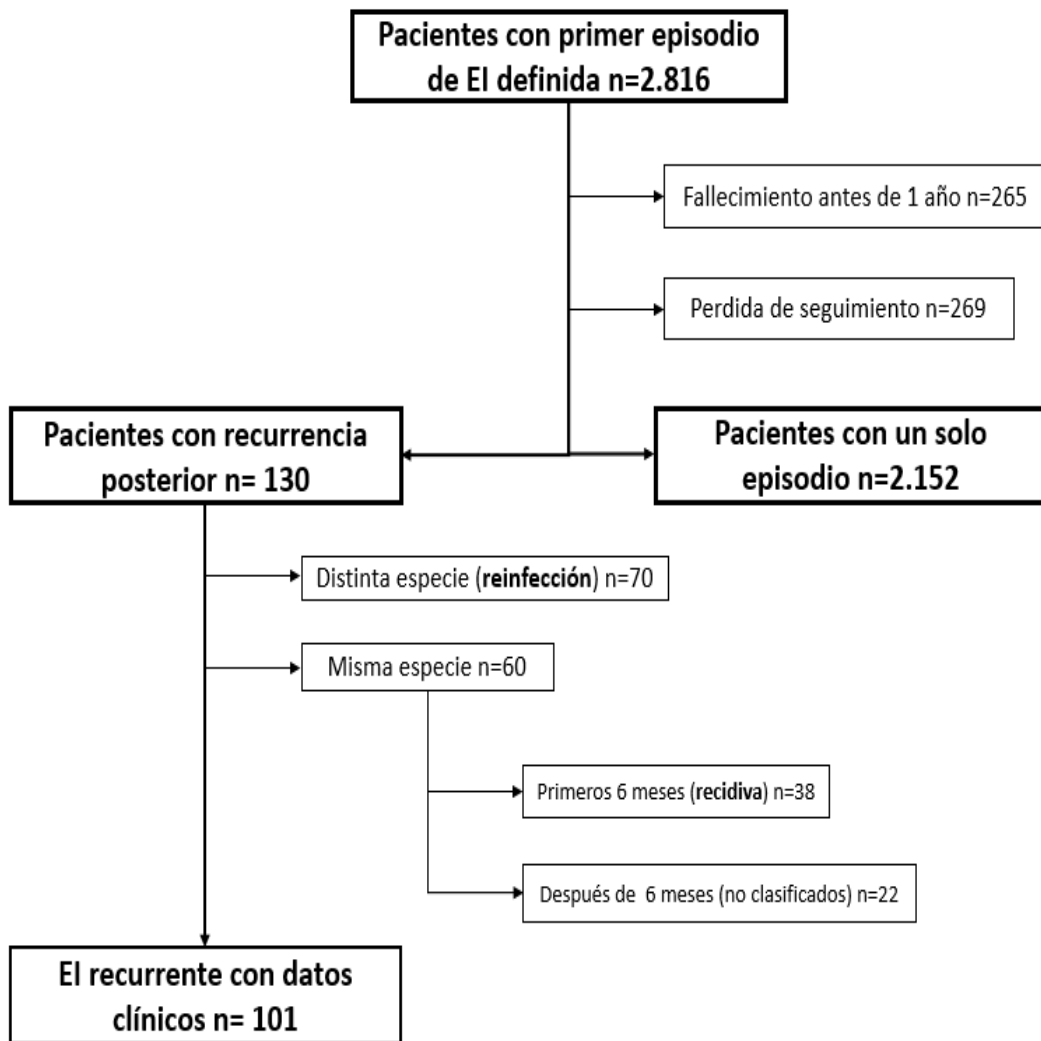 Pacientes con primer episodio
de EI definida n=2.816
Fallecimiento antes de 1 año n=265
Perdida de seguimiento n=269
Pacientes con recurrencia
posterior n= 130
Pacientes con un solo
episodio n=2.152
Distinta especie (reinfección) n=70
Misma especie n=60
Primeros 6 meses (recidiva) n=38
Después de 6 meses (no clasificados) n=22
EI recurrente con datos
clínicos n= 101